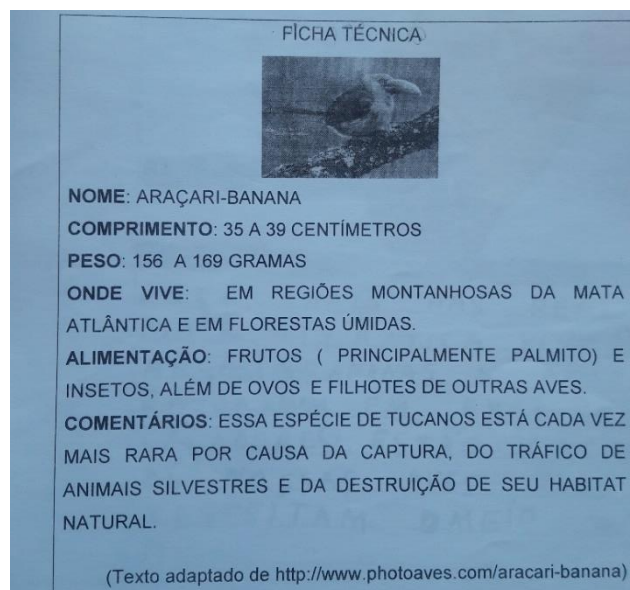 FICHA TÉCNICA
NOME: ARAÇARI-BANANA
COMPRIMENTO: 35 A 39 CENTÍMETROS
PESO: 156 A 169 GRAMAS
ONDE VIVE: EM REGIÕES MONTANHOSAS DA MATA
ATLÂNTICA E EM FLORESTAS ÚMIDAS.
ALIMENTAÇÃO: FRUTOS ( PRINCIPALMENTE PALMITO) E
INSETOS, ALÉM DE OVOS E FILHOTES DE OUTRAS AVES.
COMENTÁRIOS: ESSA ESPÉCIE DE TUCANOS ESTÁ CADA VEZ
MAIS RARA POR CAUSA DA CAPTURA, DO TRÁFICO DE
ANIMAIS SILVESTRES E DA DESTRUIÇÃO DE SEU HABITAT
NATURAL.
(Texto adaptado de http://www.photoaves.com/aracari-banana)